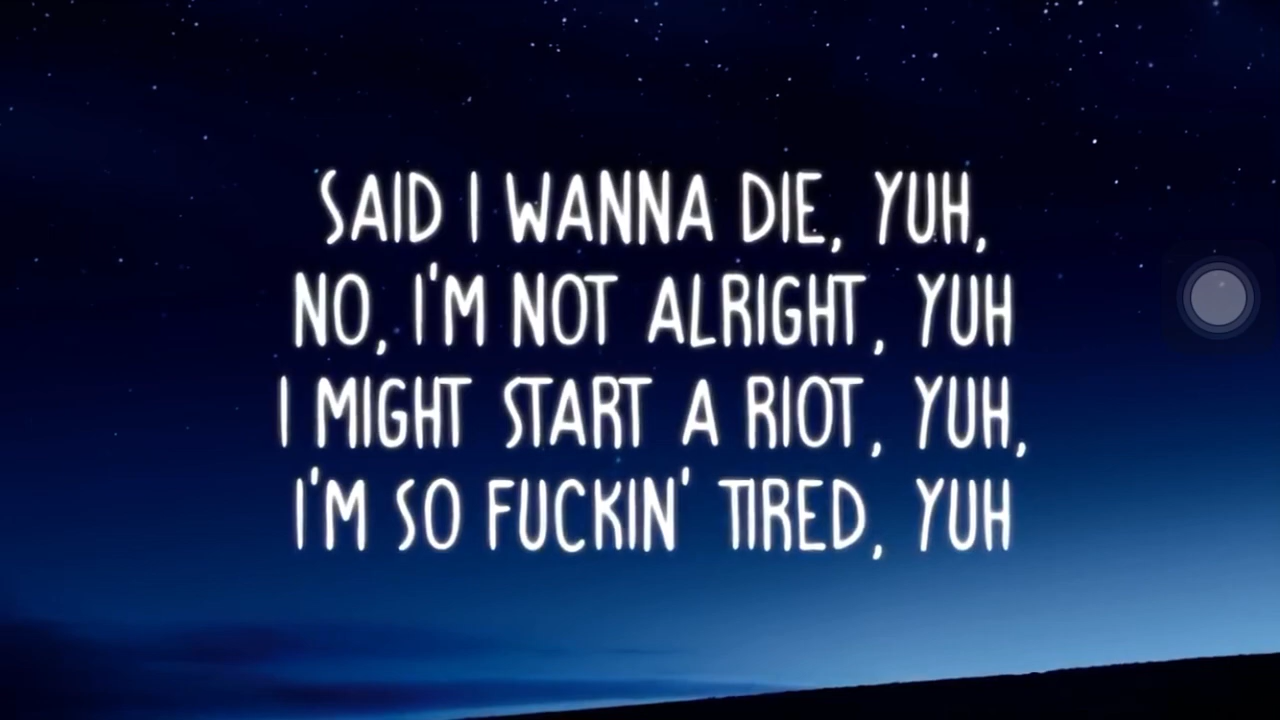 SAID I WANNA DIE, YUH,
NO, I'M NOT ALRIGHT, YUH
I MIGHT START A RIOT, YUH,
I'M SO FUCKIN' TIRED, YUH